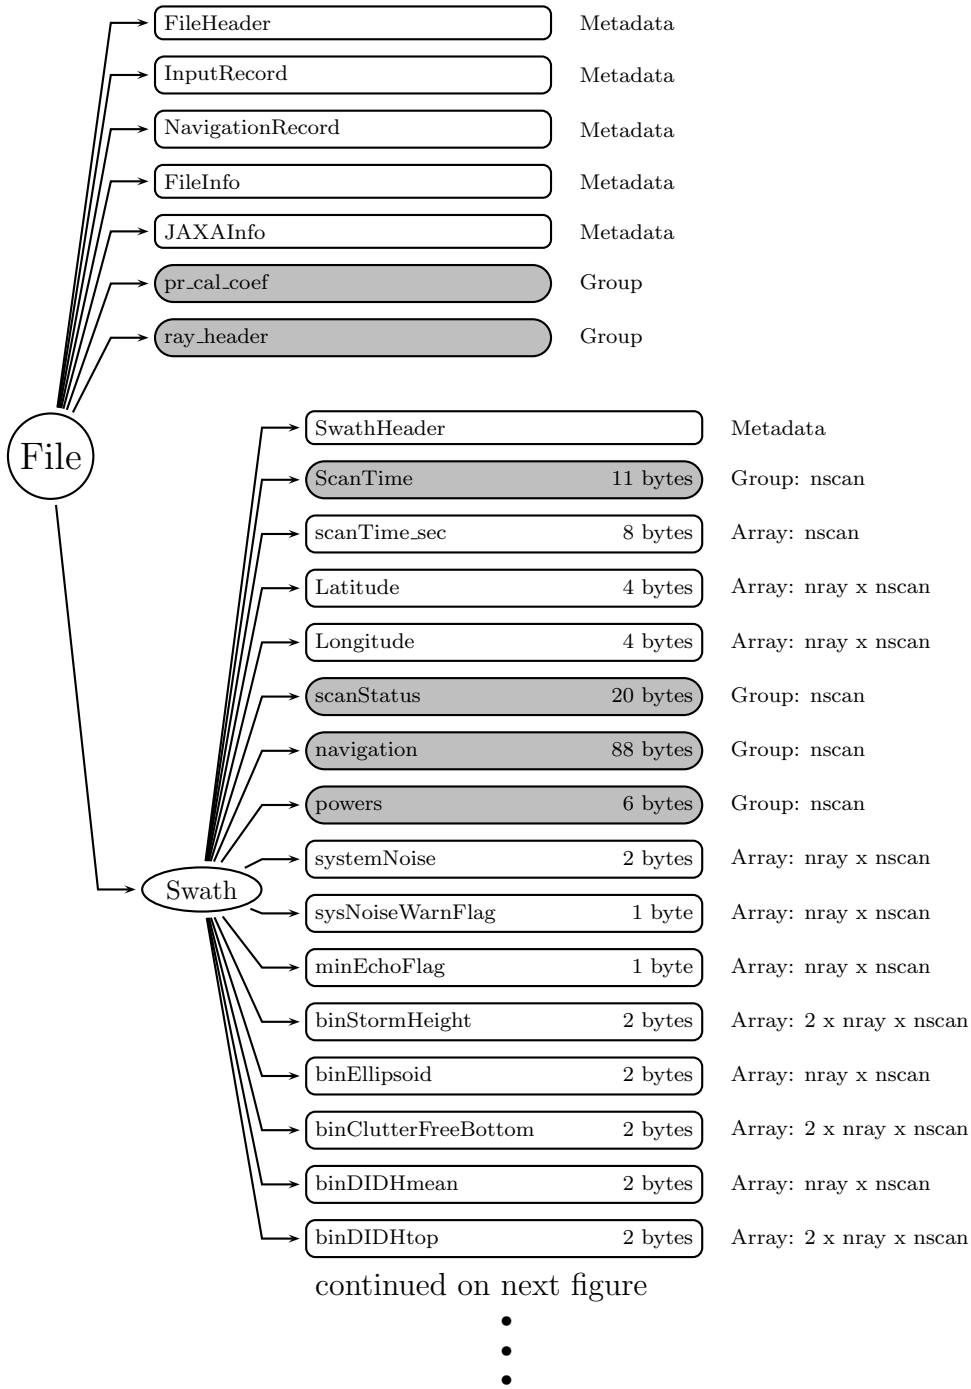 FileHeader Metadata
InputRecord Metadata
NavigationRecord Metadata
FileInfo Metadata
JAXAInfo Metadata
pr_cal_coef Group
ray_header Group
File
SwathHeader Metadata
ScanTime 11 bytes Group: nscan
scanTime_sec 8 bytes Array: nscan
Latitude 4 bytes Array: nray x nscan
Longitude 4 bytes Array: nray x nscan
scanStatus 20 bytes Group: nscan
navigation 88 bytes Group: nscan
powers 6 bytes Group: nscan
systemNoise 2 bytes Array: nray x nscan
Swath
sysNoiseWarnFlag 1 byte Array: nray x nscan
minEchoFlag 1 byte Array: nray x nscan
binStormHeight 2 bytes Array: 2 x nray x nscan
binEllipsoid 2 bytes Array: nray x nscan
binClutterFreeBottom 2 bytes Array: 2 x nray x nscan
binDIDHmean 2 bytes Array: nray x nscan
binDIDHtop 2 bytes Array: 2 x nray x nscan
continued on next figure